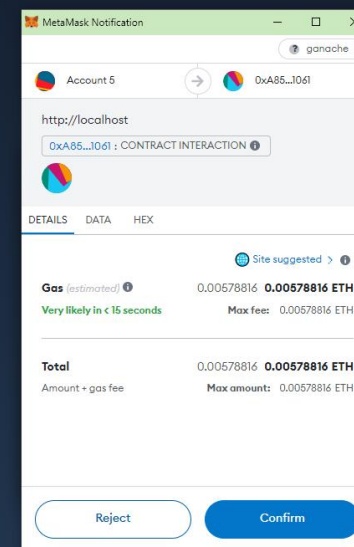 MetaMask Notification
ganache
Account 5
0xA85...1061
http://localhost
0xA85...1061 : CONTRACT INTERACTION
DETAILS DATA HEX
Site suggested >
Gas (estimated) 0.00578816 0.00578816 ETH
Very likely in < 15 seconds Max fee: 0.00578816 ETH
Total 0.00578816 0.00578816 ETH
Amount + gas fee Max amount: 0.00578816 ETH
Reject Confirm